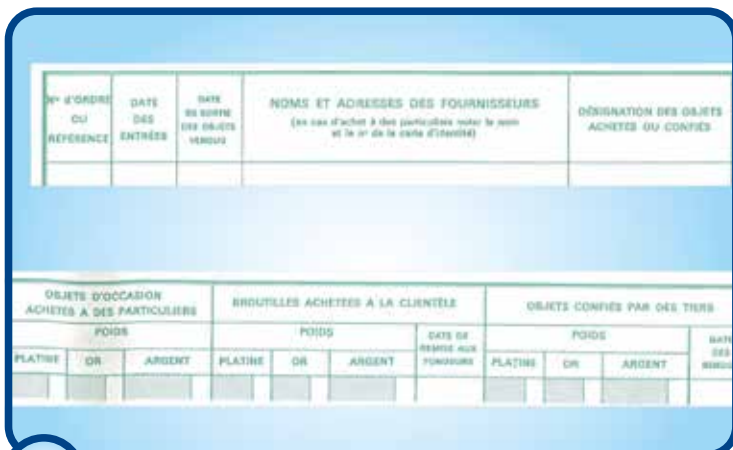 N° D'ORDRE OU RÉFÉRENCE
DATE DES ENTRÉES
DATE DE SORTIE DES OBJETS VENDUS
NOMS ET ADRESSES DES FOURNISSEURS
(en cas d'achat à des particuliers noter le nom
et le n° de la carte d'identité)
DÉSIGNATION DES OBJETS
ACHETÉS OU CONFIÉS
OBJETS D'OCCASION
ACHETÉS A DES PARTICULIERS
BROUTILLES ACHETÉES A LA CLIENTÈLE
OBJETS CONFIÉS PAR DES TIERS
POIDS
POIDS
DATE DE REMISE AUX FONDEURS
POIDS
DATE DES
PLATINE OR ARGENT PLATINE OR ARGENT PLATINE OR ARGENT